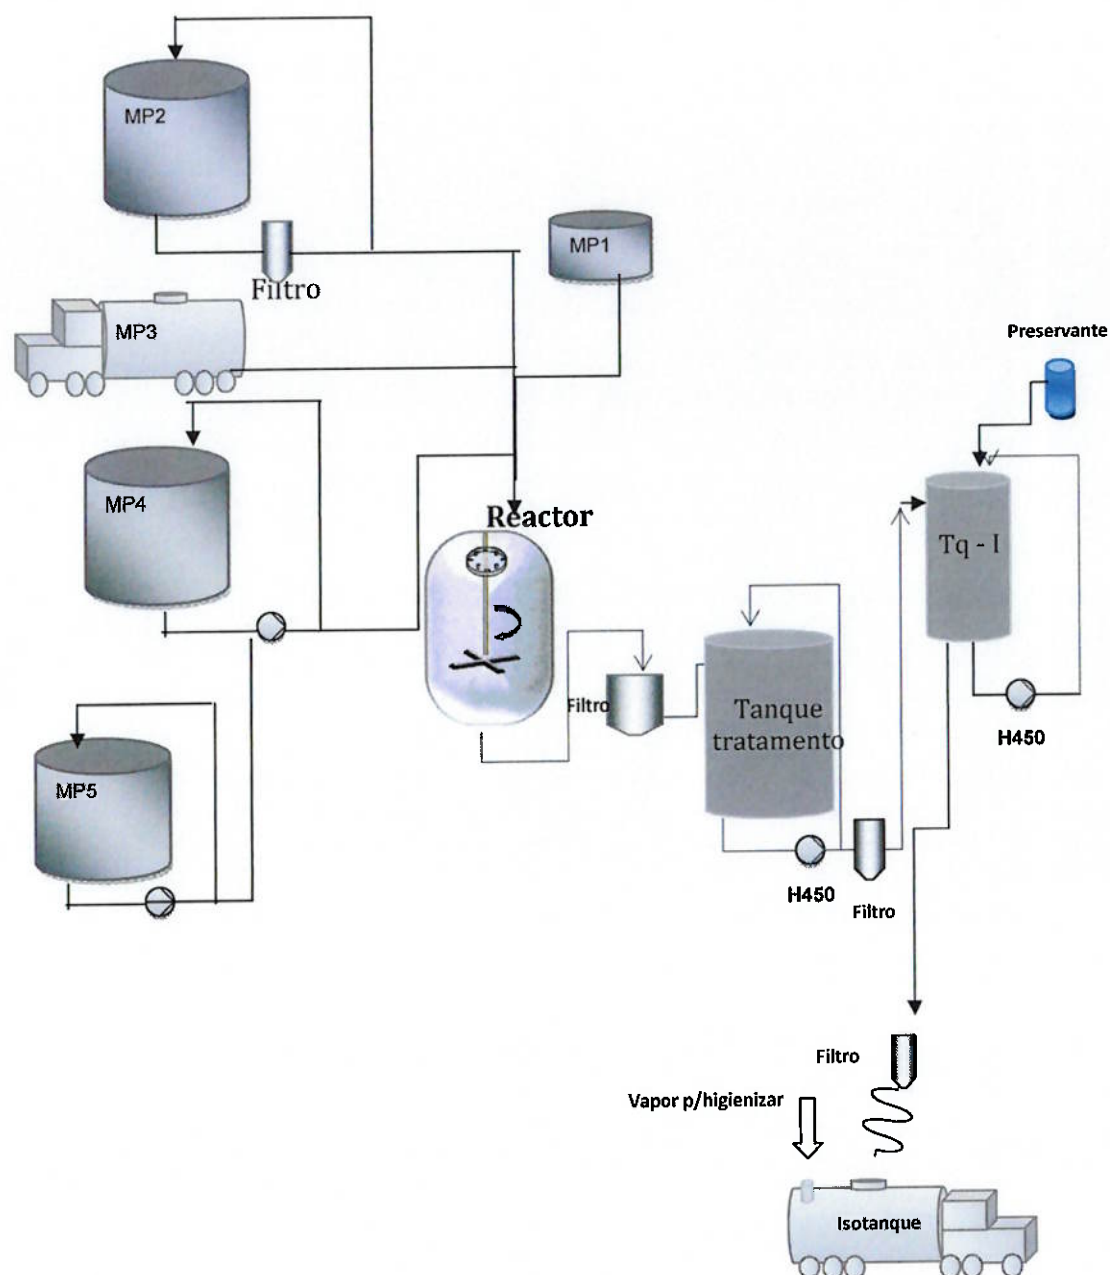 MP2
MP1
Filtro
MP3
Preservante
MP4
Reactor
Tq - I
Filtro
Tanque
tratamento
H450
MP5
H450
Filtro
Filtro
Vapor p/higienizar
Isotanque